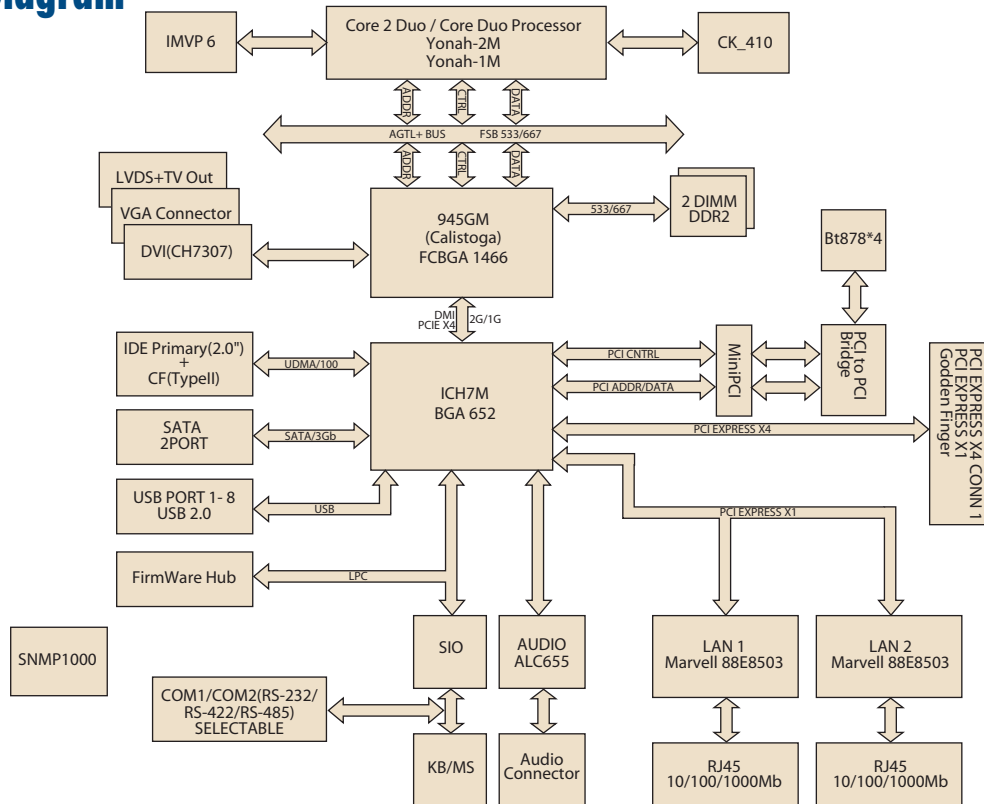 IMVP 6
Core 2 Duo / Core Duo Processor
Yonah-2M
Yonah-1M
CK_410
ADDR
CTRL
DATA
AGTL+ BUS
FSB 533/667
ADDR
CTRL
DATA
LVDS+TV Out
VGA Connector
DVI(CH7307)
945GM
(Calistoga)
FCBGA 1466
533/667
2 DIMM
DDR2
Bt878*4
DMI
PCIE X4
2G/1G
IDE Primary(2.0")
+
CF(TypeII)
UDMA/100
ICH7M
BGA 652
PCI CNTRL
PCI ADDR/DATA
MiniPCI
PCI to PCI
Bridge
PCI EXPRESS X4 CONN 1
PCI EXPRESS X1
Godden Finger
SATA
2PORT
SATA/3Gb
PCI EXPRESS X4
USB PORT 1- 8
USB 2.0
USB
PCI EXPRESS X1
FirmWare Hub
LPC
SNMP1000
SIO
AUDIO
ALC655
LAN 1
Marvell 88E8503
LAN 2
Marvell 88E8503
COM1/COM2(RS-232/
RS-422/RS-485)
SELECTABLE
KB/MS
Audio
Connector
RJ45
10/100/1000Mb
RJ45
10/100/1000Mb